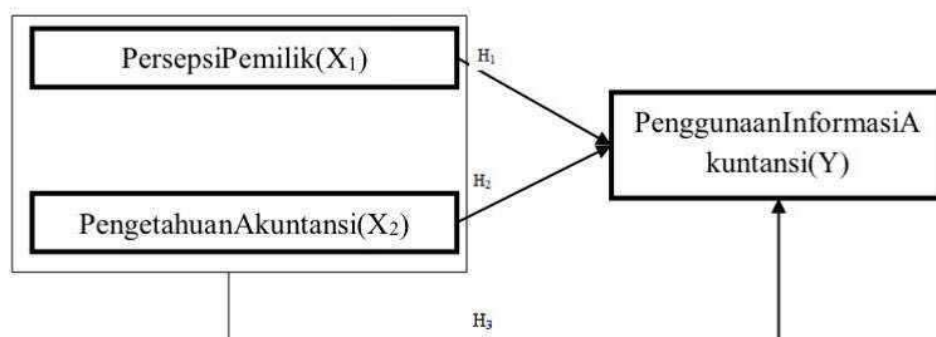 PersepsiPemilik(X₁)
H₁
PenggunaanInformasiA
kuntansi(Y)
H₂
PengetahuanAkuntansi(X₂)
H₃